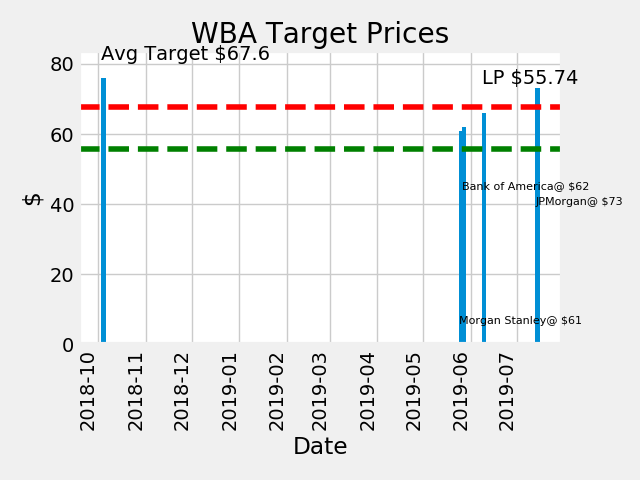 WBA Target Prices
Avg Target $67.6
LP $55.74
80
60
40
20
0
$
Bank of America@ $62
JPMorgan@ $73
Morgan Stanley@ $61
2018-10
2018-11
2018-12
2019-01
2019-02
2019-03
2019-04
2019-05
2019-06
2019-07
Date